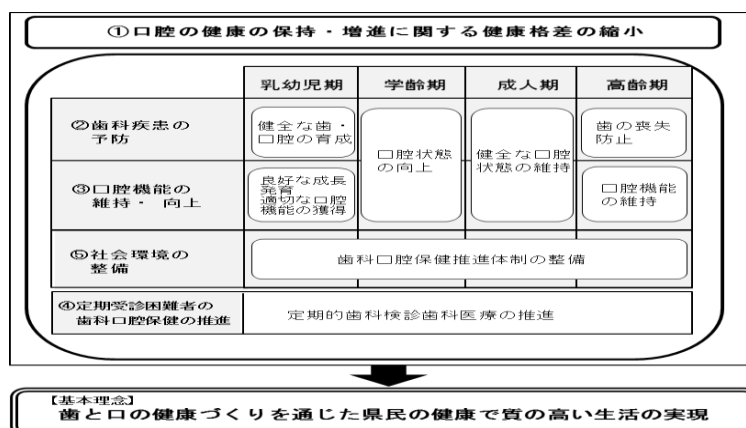 ①口腔の健康の保持・増進に関する健康格差の縮小
乳幼児期 学齢期 成人期 高齢期
②歯科疾患の
予防
健全な歯・
口腔の育成
口腔状態
の向上
健全な口腔
状態の維持
歯の喪失
防止
③口腔機能の
維持・ 向上
良好な成長
発育
適切な口腔
機能の獲得
口腔機能
の維持
⑤社会環境の
整備
歯科口腔保健推進体制の整備
④定期受診困難者の
歯科口腔保健の推進
定期的歯科検診歯科医療の推進
【基本理念】
歯と口の健康づくりを通じた県民の健康で質の高い生活の実現